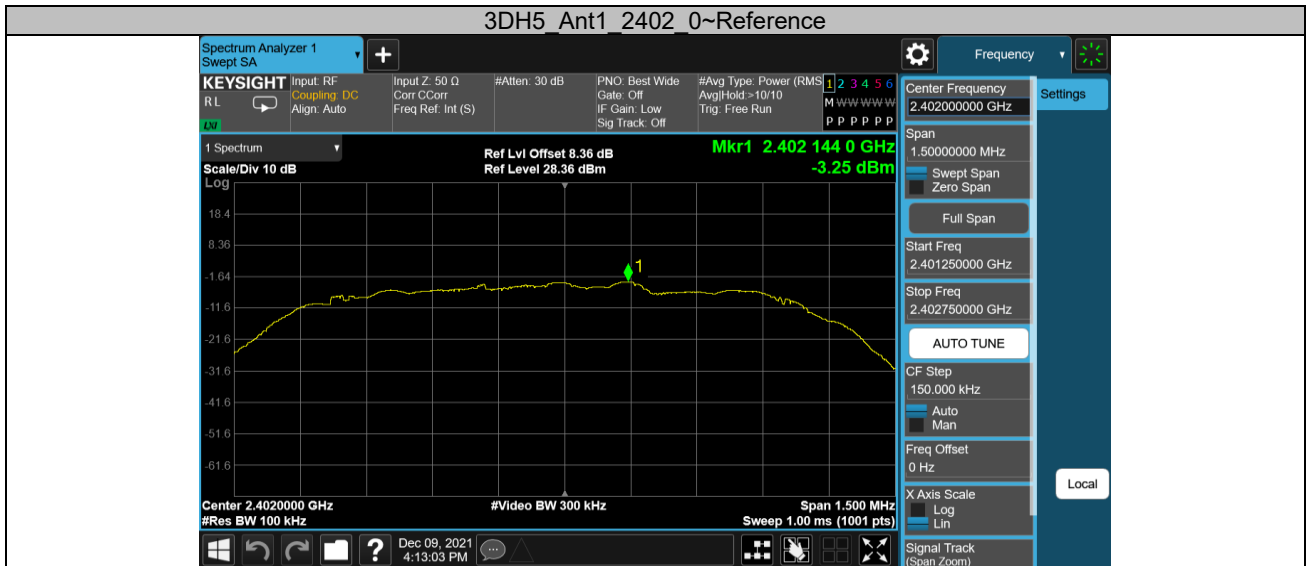 3DH5_Ant1_2402_0~Reference
Spectrum Analyzer 1
Swept SA
+
Frequency
KEYSIGHT
RL
LXI
Input: RF
Coupling: DC
Align: Auto
Input Z: 50 Ω
Corr CCorr
Freq Ref: Int (S)
#Atten: 30 dB
PNO: Best Wide
Gate: Off
IF Gain: Low
Sig Track: Off
#Avg Type: Power (RMS
Avg|Hold:>10/10
Trig: Free Run
1 2 3 4 5 6
M W W W W W
P P P P P P
1 Spectrum
Scale/Div 10 dB
Ref Lvl Offset 8.36 dB
Ref Level 28.36 dBm
Mkr1 2.402 144 0 GHz
-3.25 dBm
Log
18.4
8.36
-1.64
-11.6
-21.6
-31.6
-41.6
-51.6
-61.6
1
Center 2.4020000 GHz
#Res BW 100 kHz
#Video BW 300 kHz
Span 1.500 MHz
Sweep 1.00 ms (1001 pts)
Center Frequency
2.402000000 GHz
Settings
Span
1.50000000 MHz
Swept Span
Zero Span
Full Span
Start Freq
2.401250000 GHz
Stop Freq
2.402750000 GHz
AUTO TUNE
CF Step
150.000 kHz
Auto
Man
Freq Offset
0 Hz
X Axis Scale
Log
Lin
Local
Signal Track
(Span Zoom)
?
Dec 09, 2021
4:13:03 PM